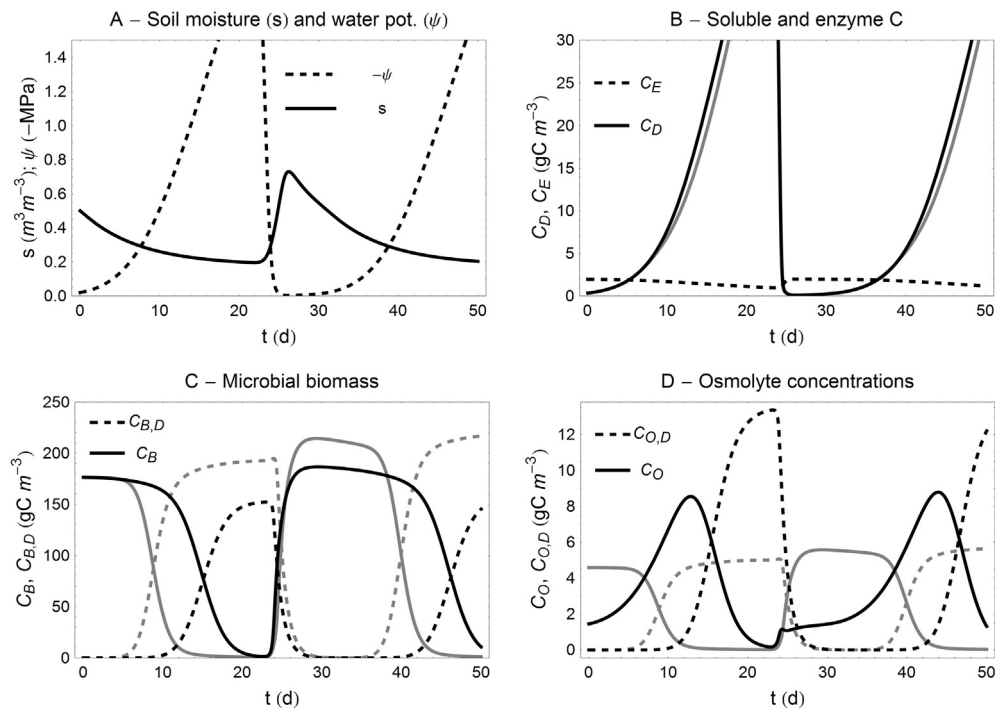 A – Soil moisture (s) and water pot. (ψ)
s (m³m⁻³); ψ (−MPa)
1.4
1.2
1.0
0.8
0.6
0.4
0.2
0.0
−ψ
s
0 10 20 30 40 50
t (d)
B – Soluble and enzyme C
C_D, C_E (gC m⁻³)
30
25
20
15
10
5
0
C_E
C_D
0 10 20 30 40 50
t (d)
C – Microbial biomass
C_B, C_B,D (gC m⁻³)
250
200
150
100
50
0
C_B,D
C_B
0 10 20 30 40 50
t (d)
D – Osmolyte concentrations
C_O, C_O,D (gC m⁻³)
12
10
8
6
4
2
0
C_O,D
C_O
0 10 20 30 40 50
t (d)